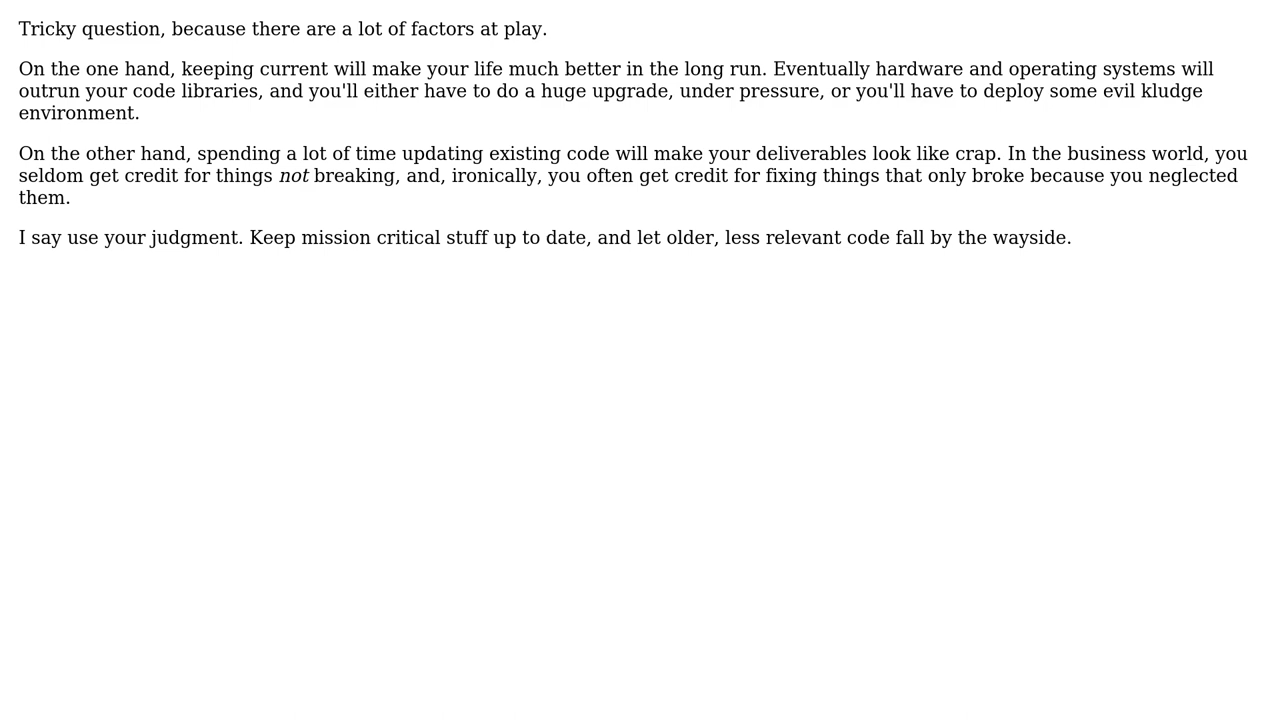 Tricky question, because there are a lot of factors at play.
On the one hand, keeping current will make your life much better in the long run. Eventually hardware and operating systems will
outrun your code libraries, and you'll either have to do a huge upgrade, under pressure, or you'll have to deploy some evil kludge
environment.
On the other hand, spending a lot of time updating existing code will make your deliverables look like crap. In the business world, you
seldom get credit for things not breaking, and, ironically, you often get credit for fixing things that only broke because you neglected
them.
I say use your judgment. Keep mission critical stuff up to date, and let older, less relevant code fall by the wayside.